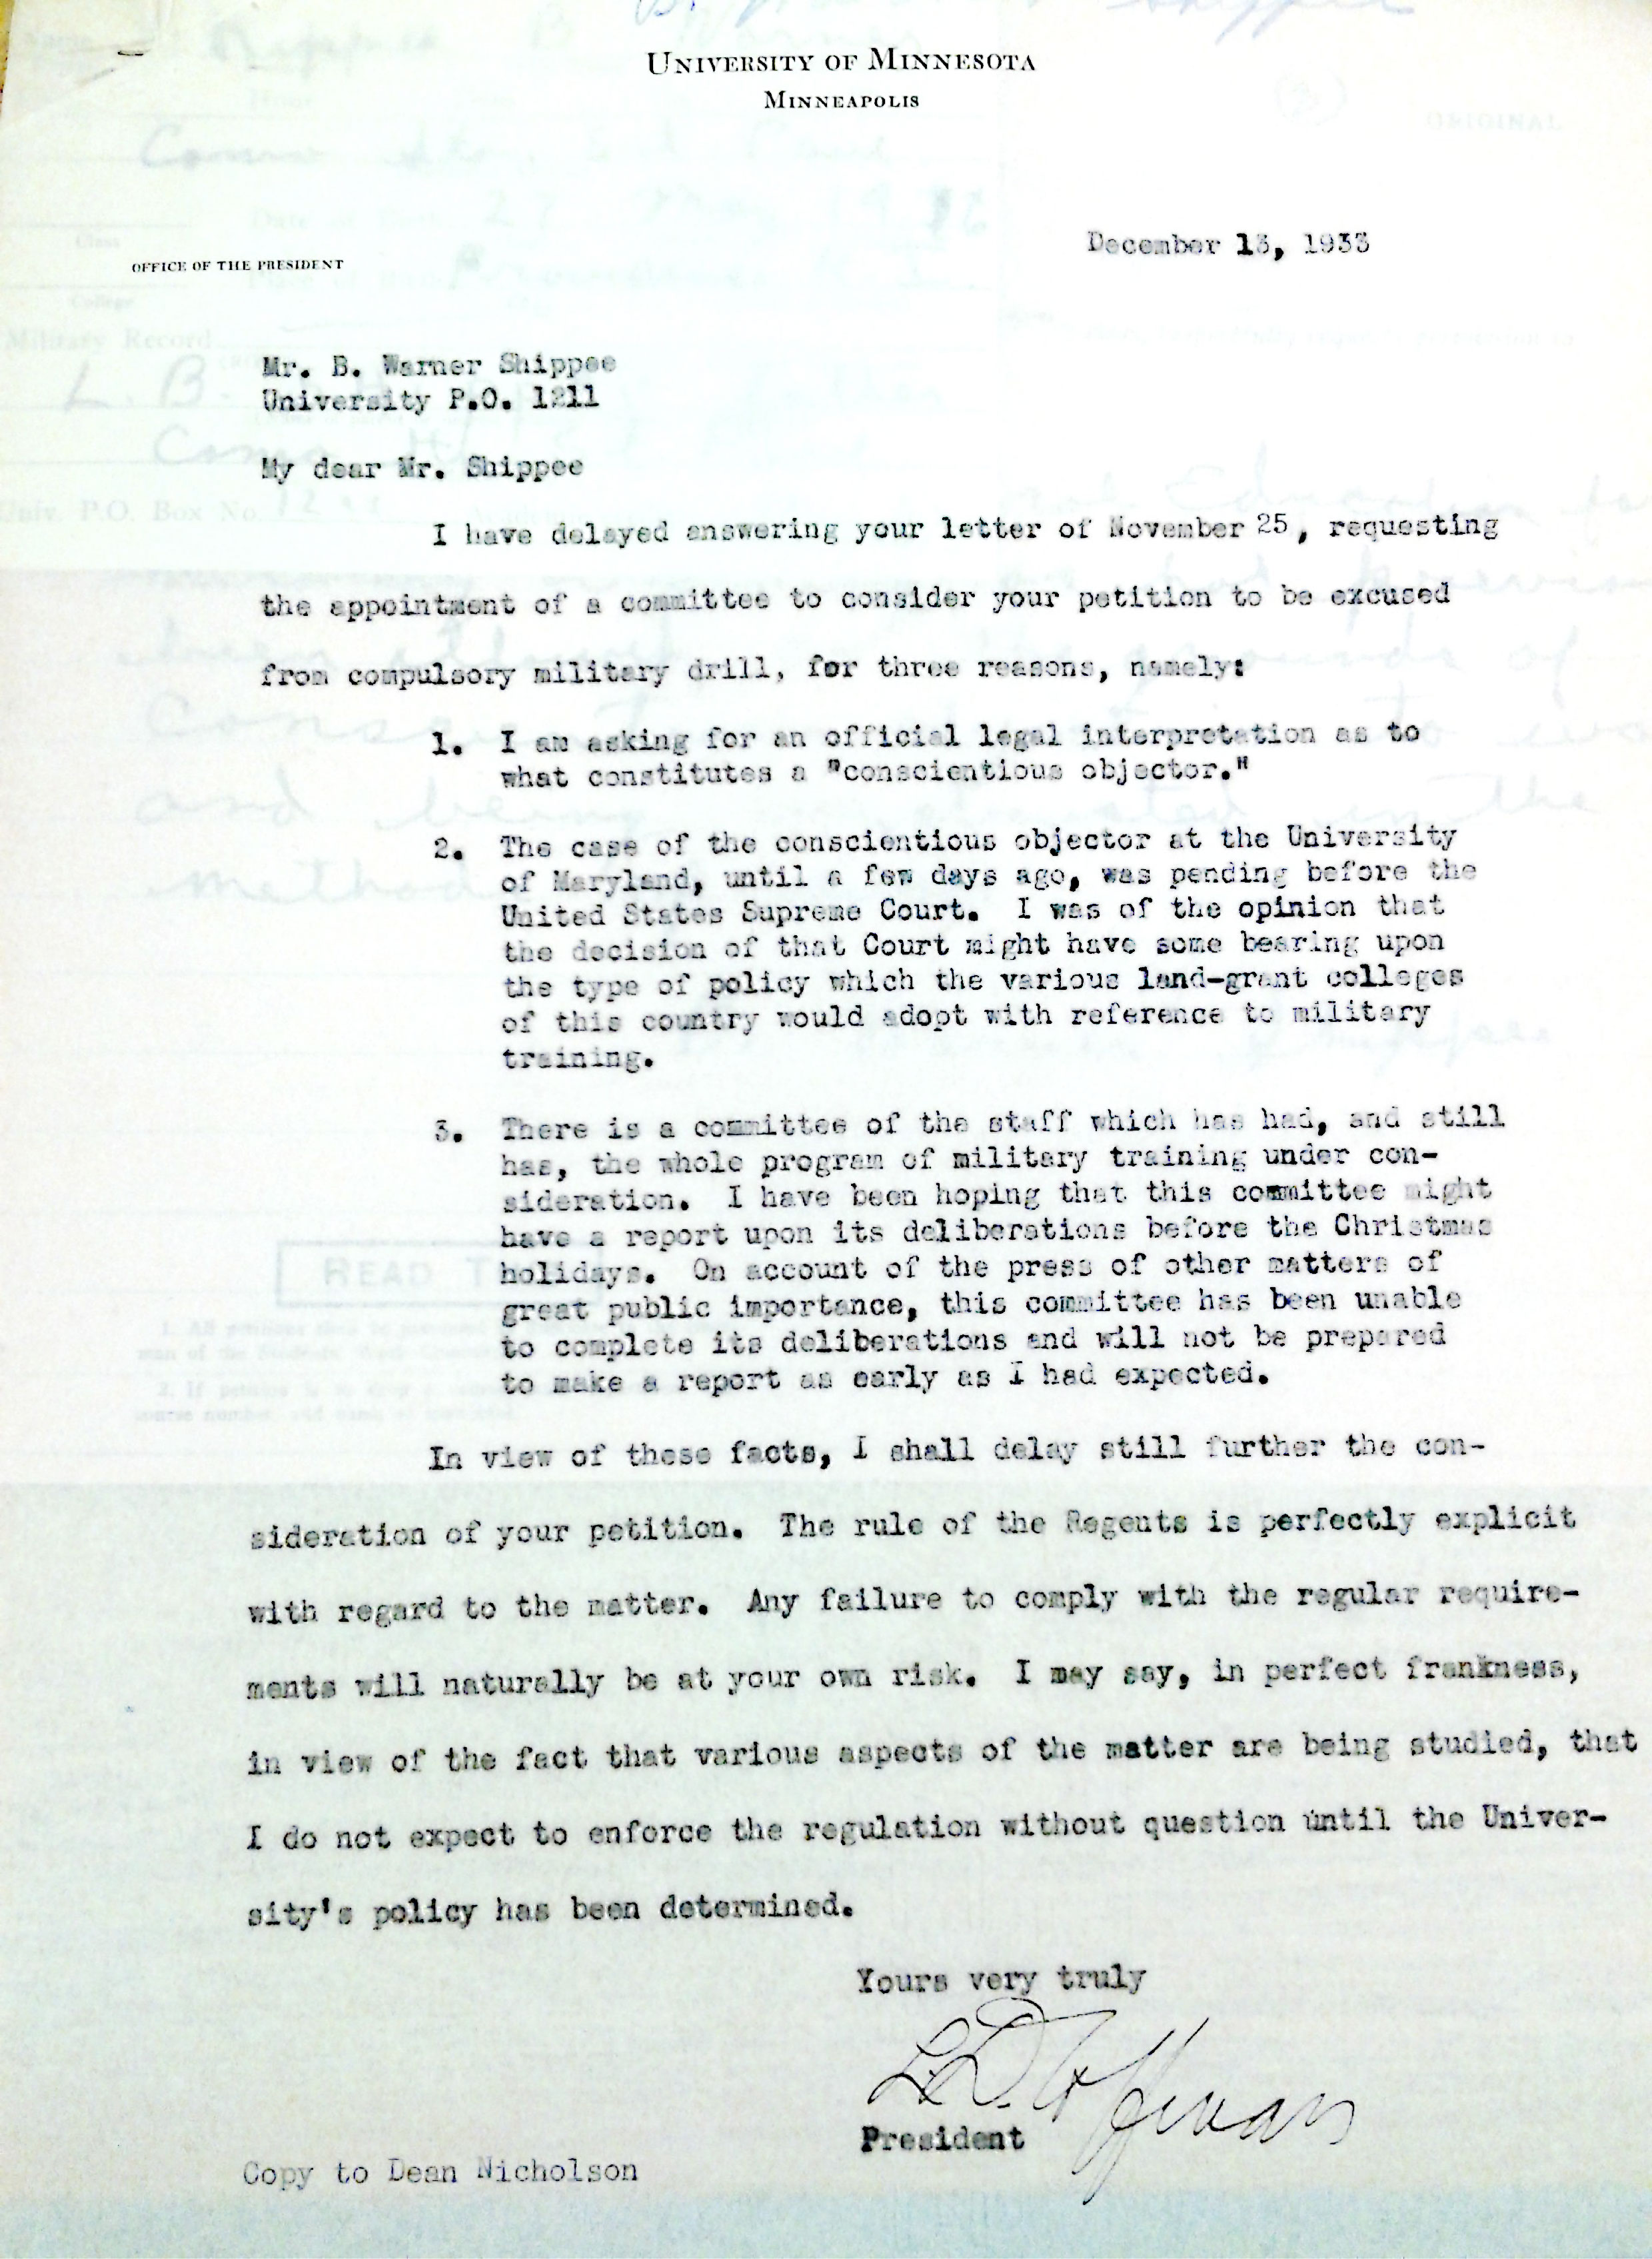 UNIVERSITY OF MINNESOTA
MINNEAPOLIS
ORIGINAL
December 13, 1933
OFFICE OF THE PRESIDENT
Class
College
Military Record
Mr. B. Warner Shippee
L. B.
University P.O. 1211
My dear Mr. Shippee
Univ. P.O. Box No.
I have delayed answering your letter of November 25, requesting
the appointment of a committee to consider your petition to be excused
from compulsory military drill, for three reasons, namely:
1. I am asking for an official legal interpretation as to
what constitutes a "conscientious objector."
and being the
2. The case of the conscientious objector at the University
of Maryland, until a few days ago, was pending before the
method
United States Supreme Court. I was of the opinion that
the decision of that Court might have some bearing upon
the type of policy which the various land-grant colleges
of this country would adopt with reference to military
training.
3. There is a committee of the staff which has had, and still
has, the whole program of military training under con-
sideration. I have been hoping that this committee might
have a report upon its deliberations before the Christmas
READ
holidays. On account of the press of other matters of
great public importance, this committee has been unable
to complete its deliberations and will not be prepared
to make a report as early as I had expected.
In view of these facts, I shall delay still further the con-
sideration of your petition. The rule of the Regents is perfectly explicit
with regard to the matter. Any failure to comply with the regular require-
ments will naturally be at your own risk. I may say, in perfect frankness,
in view of the fact that various aspects of the matter are being studied, that
I do not expect to enforce the regulation without question until the Univer-
sity's policy has been determined.
Yours very truly
L D Coffman
President
Copy to Dean Nicholson